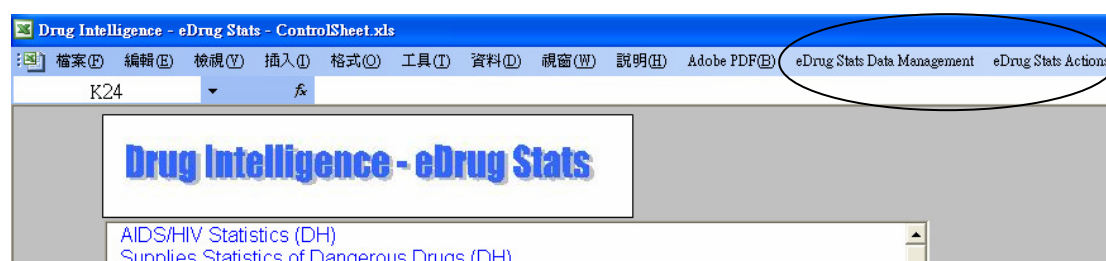 Drug Intelligence - eDrug Stats - ControlSheet.xls
檔案(F) 編輯(E) 檢視(V) 插入(I) 格式(O) 工具(T) 資料(D) 視窗(W) 說明(H) Adobe PDF(B) eDrug Stats Data Management eDrug Stats Actions
K24 fx
Drug Intelligence - eDrug Stats
AIDS/HIV Statistics (DH)
Supplies Statistics of Dangerous Drugs (DH)